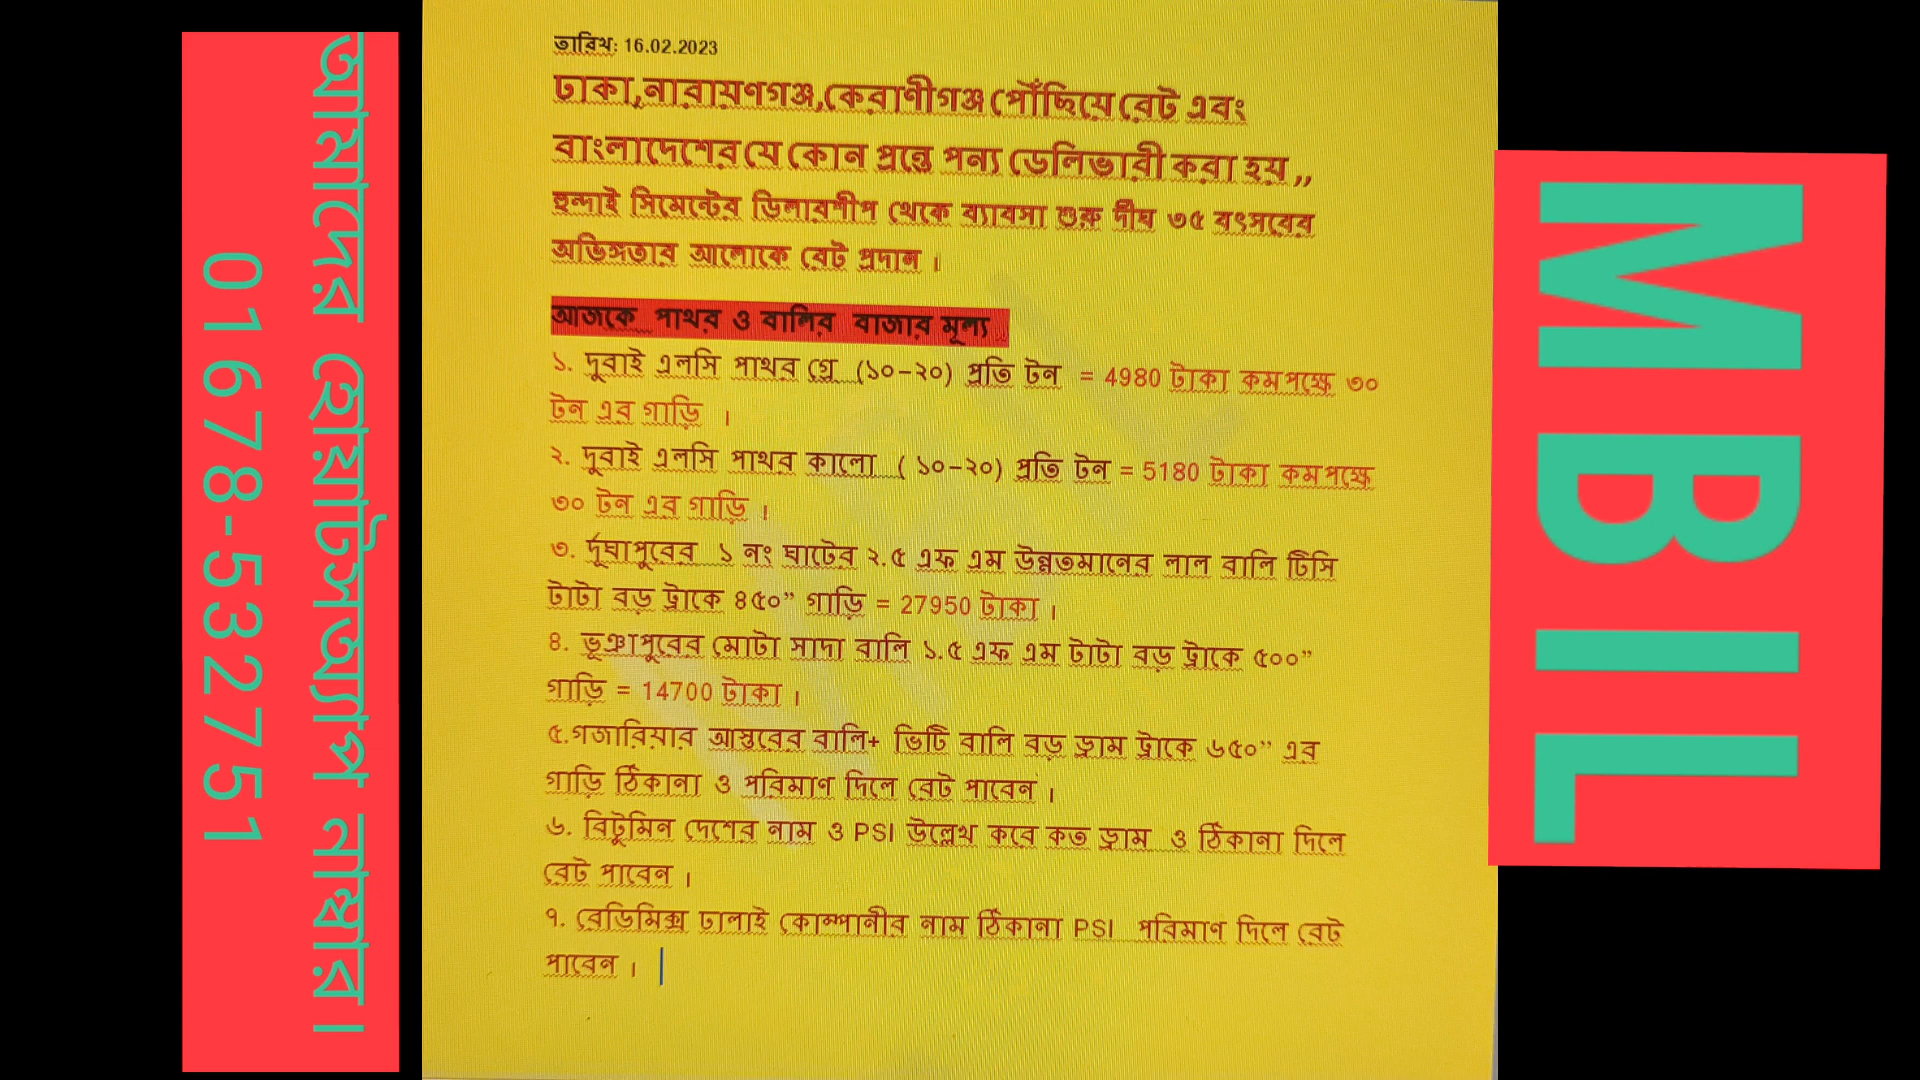 তারিখ: 16.02.2023
ঢাকা,নারায়ণগঞ্জ,কেরাণীগঞ্জ পৌঁছিয়ে রেট এবং
বাংলাদেশের যে কোন প্রন্তে পন্য ডেলিভারী করা হয় ,,
হুন্দাই সিমেন্টের ডিলারশীপ থেকে ব্যাবসা শুরু দীঘ ৩৫ বৎসরের
অভিঙ্গতার আলোকে রেট প্রদান ।
আজকে পাথর ও বালির বাজার মূল্য
১. দুবাই এলসি পাথর গ্রে (১০-২০) প্রতি টন = 4980 টাকা কমপক্ষে ৩০
টন এর গাড়ি ।
২. দুবাই এলসি পাথর কালো ( ১০-২০) প্রতি টন = 5180 টাকা কমপক্ষে
৩০ টন এর গাড়ি ।
৩. র্দূঘাপুরের ১ নং ঘাটের ২.৫ এফ এম উন্নতমানের লাল বালি টিসি
টাটা বড় ট্রাকে ৪৫০” গাড়ি = 27950 টাকা ।
৪. ভূঞাপুরের মোটা সাদা বালি ১.৫ এফ এম টাটা বড় ট্রাকে ৫০০”
গাড়ি = 14700 টাকা ।
৫.গজারিয়ার আস্তরের বালি+ ভিটি বালি বড় ড্রাম ট্রাকে ৬৫০” এর
গাড়ি ঠিকানা ও পরিমাণ দিলে রেট পাবেন ।
৬. বিটুমিন দেশের নাম ও PSI উল্লেখ করে কত ড্রাম ও ঠিকানা দিলে
রেট পাবেন ।
৭. রেডিমিক্স ঢালাই কোম্পানীর নাম ঠিকানা PSI পরিমাণ দিলে রেট
পাবেন ।
আমাদের হোয়াটসঅ্যাপ নাম্বার।
01678-532751
MBIIL